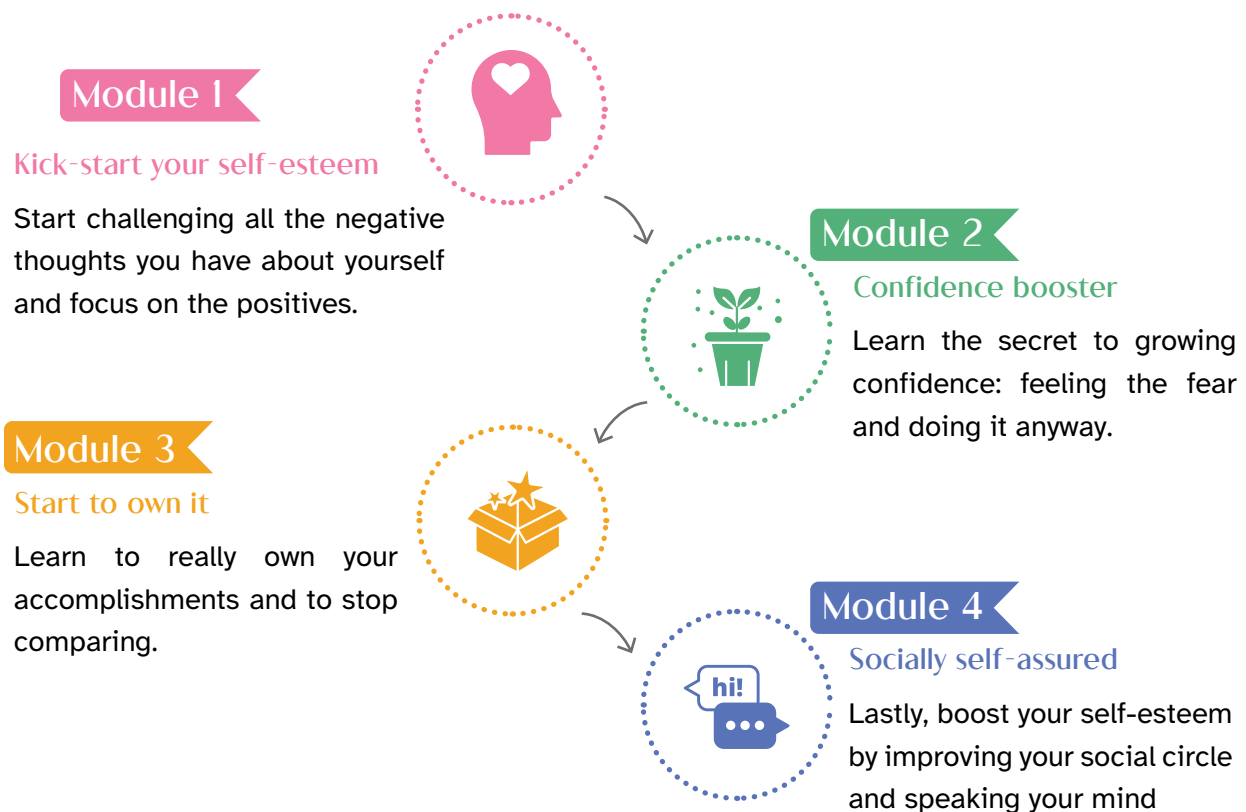 Module 1
Kick-start your self-esteem
Start challenging all the negative
thoughts you have about yourself
and focus on the positives.
Module 2
Confidence booster
Learn the secret to growing
confidence: feeling the fear
and doing it anyway.
Module 3
Start to own it
Learn to really own your
accomplishments and to stop
comparing.
Module 4
Socially self-assured
hi!
Lastly, boost your self-esteem
by improving your social circle
and speaking your mind